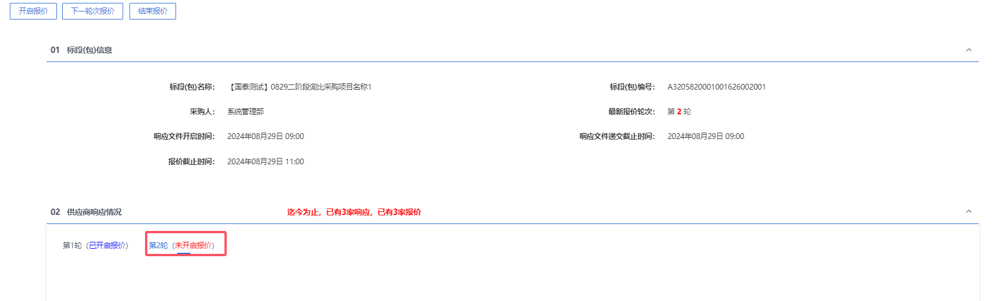 开启报价 下一轮次报价 结束报价
01 标段(包)信息
标段(包)名称： 【国泰测试】0829二阶段询比采购项目名称1 标段(包)编号： A3205820001001626002001
采购人： 系统管理部 最新报价轮次： 第 2 轮
响应文件开启时间： 2024年08月29日 09:00 响应文件递交截止时间： 2024年08月29日 09:00
报价截止时间： 2024年08月29日 11:00
02 供应商响应情况 迄今为止，已有3家响应，已有3家报价
第1轮（已开启报价） 第2轮（未开启报价）